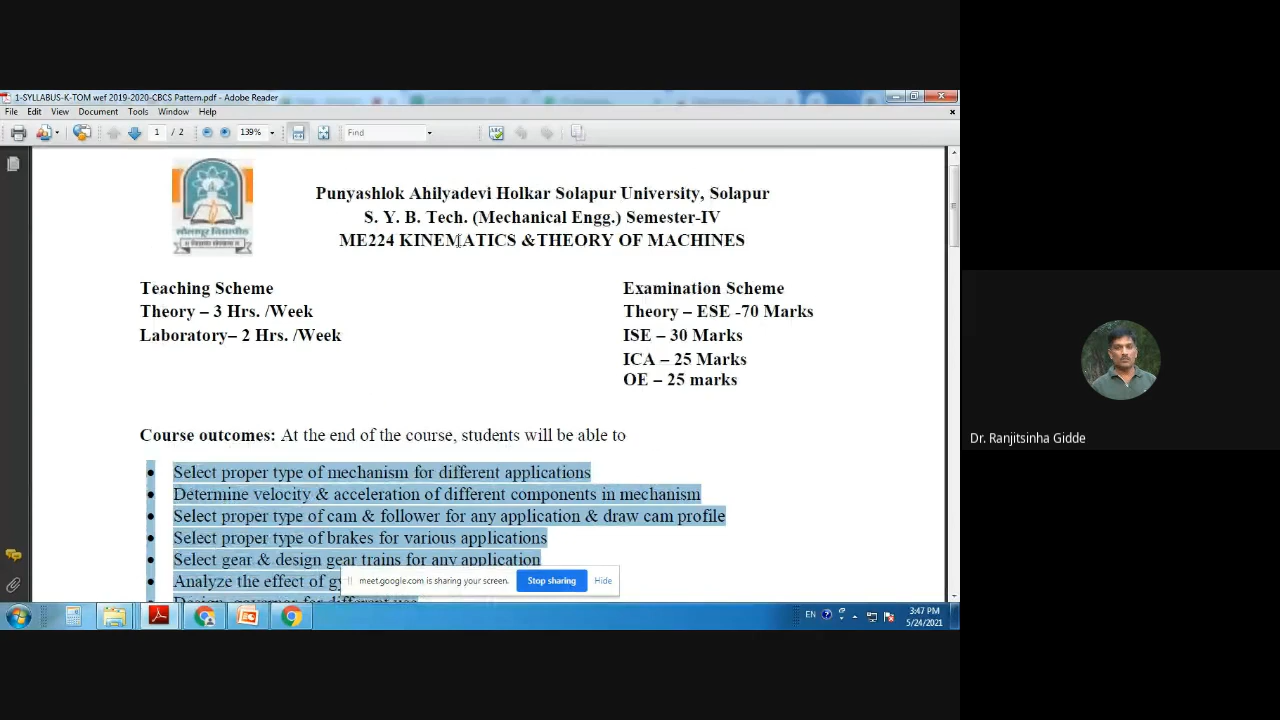 1-SYLLABUS-K-TOM wef 2019-2020-CBCS Pattern.pdf - Adobe Reader
File Edit View Document Tools Window Help
1 / 2 139% Find
Punyashlok Ahilyadevi Holkar Solapur University, Solapur
S. Y. B. Tech. (Mechanical Engg.) Semester-IV
ME224 KINEMATICS &THEORY OF MACHINES
सोलापूर विद्यापीठ
Teaching Scheme
Theory – 3 Hrs. /Week
Laboratory– 2 Hrs. /Week
Examination Scheme
Theory – ESE -70 Marks
ISE – 30 Marks
ICA – 25 Marks
OE – 25 marks
Course outcomes: At the end of the course, students will be able to
• Select proper type of mechanism for different applications
• Determine velocity & acceleration of different components in mechanism
• Select proper type of cam & follower for any application & draw cam profile
• Select proper type of brakes for various applications
• Select gear & design gear trains for any application
• Analyze the effect of gy
• Design governor for different use
meet.google.com is sharing your screen. Stop sharing Hide
EN 3:47 PM
5/24/2021
Dr. Ranjitsinha Gidde